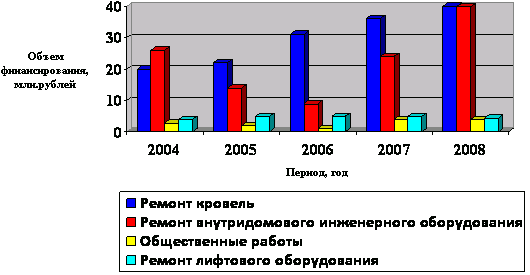 Объем
финансирования,
млн.рублей
40
30
20
10
0
2004 2005 2006 2007 2008
Период, год
Ремонт кровель
Ремонт внутридомового инженерного оборудования
Общественные работы
Ремонт лифтового оборудования